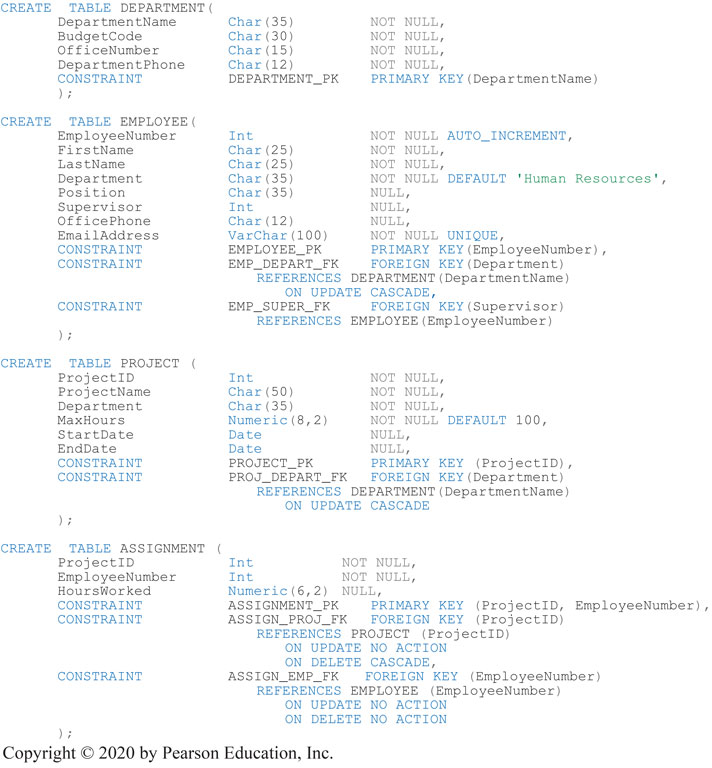 CREATE TABLE DEPARTMENT(
DepartmentName Char(35) NOT NULL,
BudgetCode Char(30) NOT NULL,
OfficeNumber Char(15) NOT NULL,
DepartmentPhone Char(12) NOT NULL,
CONSTRAINT DEPARTMENT_PK PRIMARY KEY(DepartmentName)
);
CREATE TABLE EMPLOYEE(
EmployeeNumber Int NOT NULL AUTO_INCREMENT,
FirstName Char(25) NOT NULL,
LastName Char(25) NOT NULL,
Department Char(35) NOT NULL DEFAULT 'Human Resources',
Position Char(35) NULL,
Supervisor Int NULL,
OfficePhone Char(12) NULL,
EmailAddress VarChar(100) NOT NULL UNIQUE,
CONSTRAINT EMPLOYEE_PK PRIMARY KEY(EmployeeNumber),
CONSTRAINT EMP_DEPART_FK FOREIGN KEY(Department)
REFERENCES DEPARTMENT(DepartmentName)
ON UPDATE CASCADE,
CONSTRAINT EMP_SUPER_FK FOREIGN KEY(Supervisor)
REFERENCES EMPLOYEE(EmployeeNumber)
);
CREATE TABLE PROJECT (
ProjectID Int NOT NULL,
ProjectName Char(50) NOT NULL,
Department Char(35) NOT NULL,
MaxHours Numeric(8,2) NOT NULL DEFAULT 100,
StartDate Date NULL,
EndDate Date NULL,
CONSTRAINT PROJECT_PK PRIMARY KEY (ProjectID),
CONSTRAINT PROJ_DEPART_FK FOREIGN KEY(Department)
REFERENCES DEPARTMENT(DepartmentName)
ON UPDATE CASCADE
);
CREATE TABLE ASSIGNMENT (
ProjectID Int NOT NULL,
EmployeeNumber Int NOT NULL,
HoursWorked Numeric(6,2) NULL,
CONSTRAINT ASSIGNMENT_PK PRIMARY KEY (ProjectID, EmployeeNumber),
CONSTRAINT ASSIGN_PROJ_FK FOREIGN KEY (ProjectID)
REFERENCES PROJECT (ProjectID)
ON UPDATE NO ACTION
ON DELETE CASCADE,
CONSTRAINT ASSIGN_EMP_FK FOREIGN KEY (EmployeeNumber)
REFERENCES EMPLOYEE (EmployeeNumber)
ON UPDATE NO ACTION
ON DELETE NO ACTION
);
Copyright © 2020 by Pearson Education, Inc.